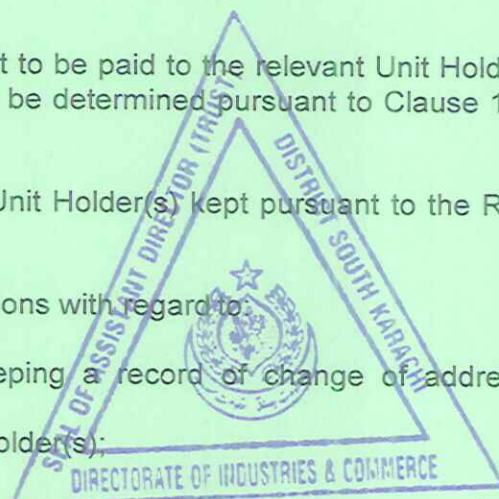 t to be paid to the relevant Unit Hold
be determined pursuant to Clause 1
Unit Holder(s) kept pursuant to the R
ons with regard to:
eping a record of change of addre
older(s);
SEAL OF ASSISTANT DIRECTOR (TRUST)
DISTRICT SOUTH KARACHI
DIRECTORATE OF INDUSTRIES & COMMERCE